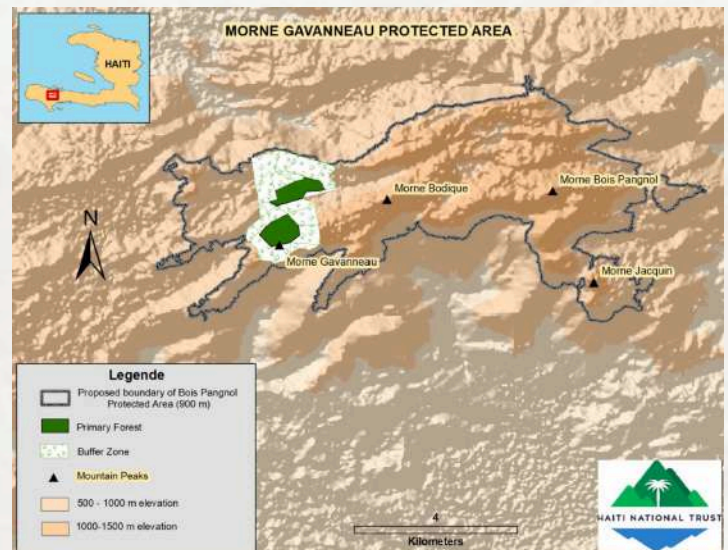 MORNE GAVANNEAU PROTECTED AREA
HAITI
Morne Bodique
Morne Bois Pangnol
N
Morne Gavanneau
Morne Jacquin
Legende
Proposed boundary of Bois Pangnol
Protected Area (900 m)
Primary Forest
Buffer Zone
Mountain Peaks
500 - 1000 m elevation
1000-1500 m elevation
4
Kilometers
HAITI NATIONAL TRUST